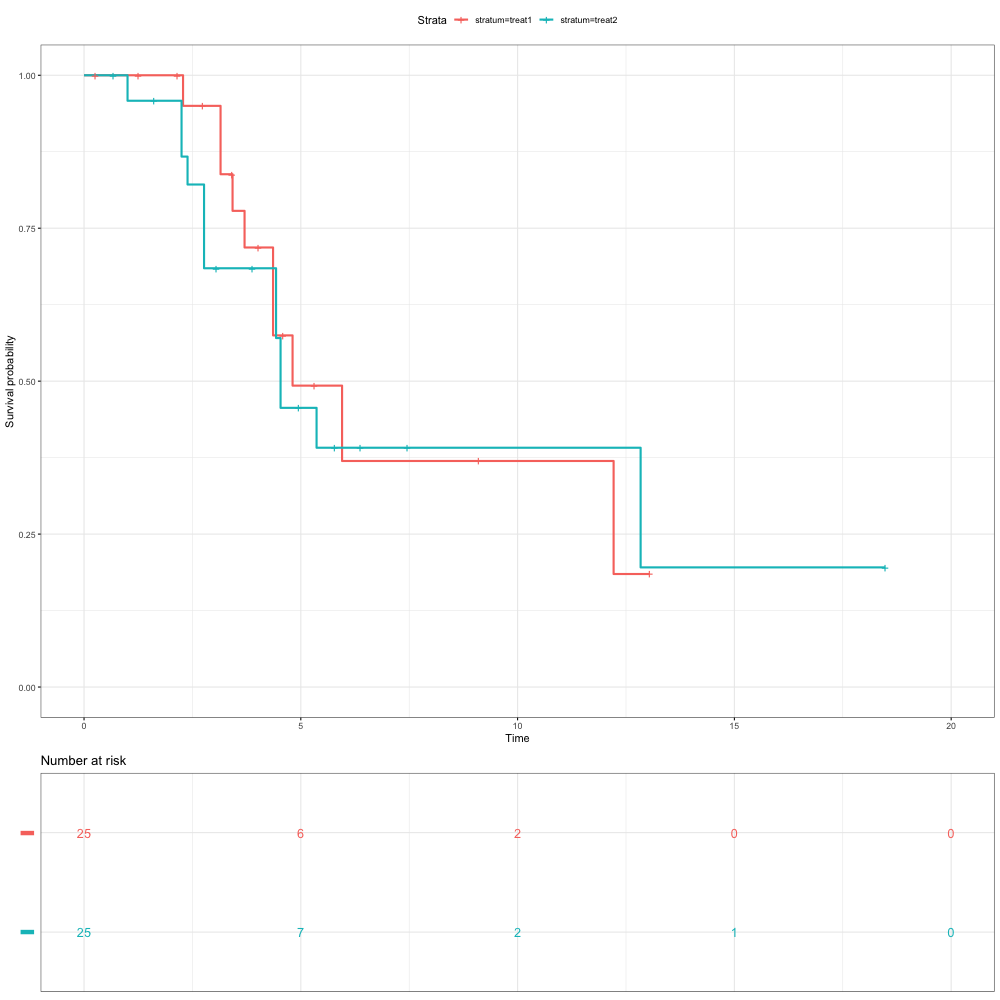 Strata stratum=treat1 stratum=treat2
1.00
0.75
0.50
0.25
0.00
Survival probability
0 5 10 15 20
Time
Number at risk
25 6 2 0 0
25 7 2 1 0